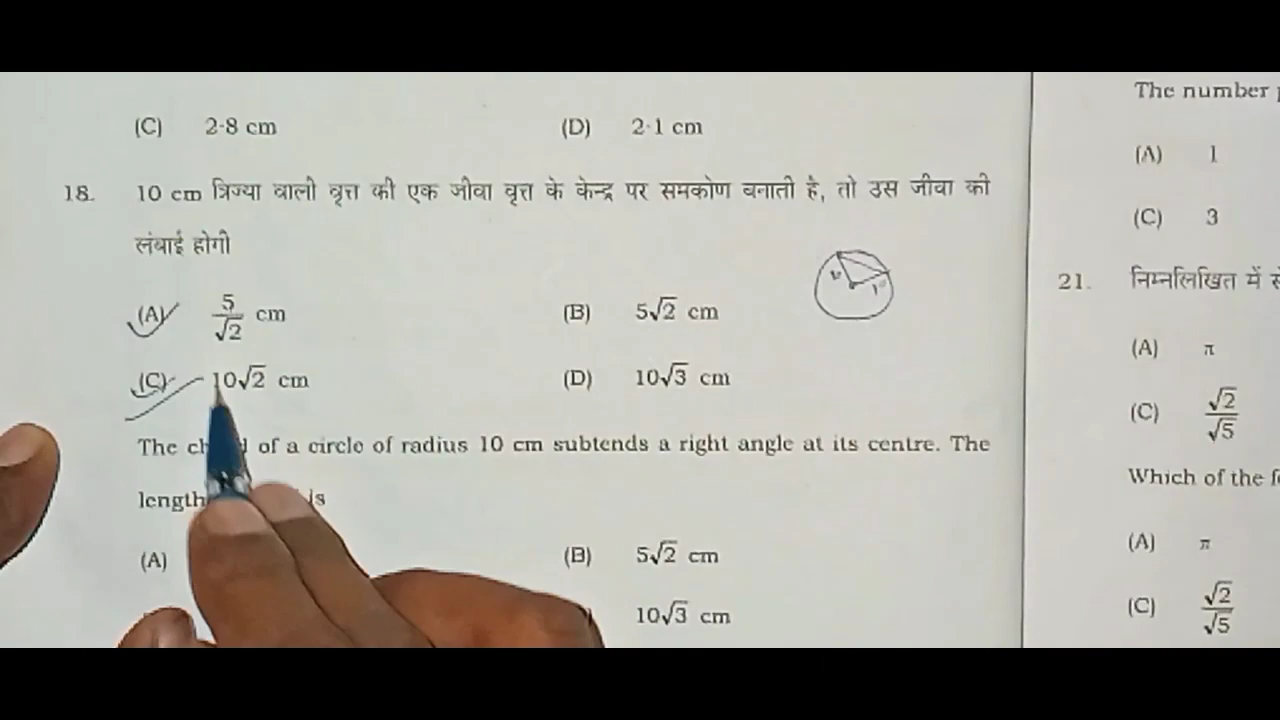 (C) 2·8 cm (D) 2·1 cm
18. 10 cm त्रिज्या वाली वृत्त की एक जीवा वृत्त के केन्द्र पर समकोण बनाती है, तो उस जीवा की
लंबाई होगी
(A) 5/√2 cm (B) 5√2 cm
(C) 10√2 cm (D) 10√3 cm
The of a circle of radius 10 cm subtends a right angle at its centre. The
length is
(A) (B) 5√2 cm
10√3 cm
The number
(A) 1
(C) 3
21. निम्नलिखित में
(A) π
(C) √2/√5
Which of the
(A) π
(C) √2/√5